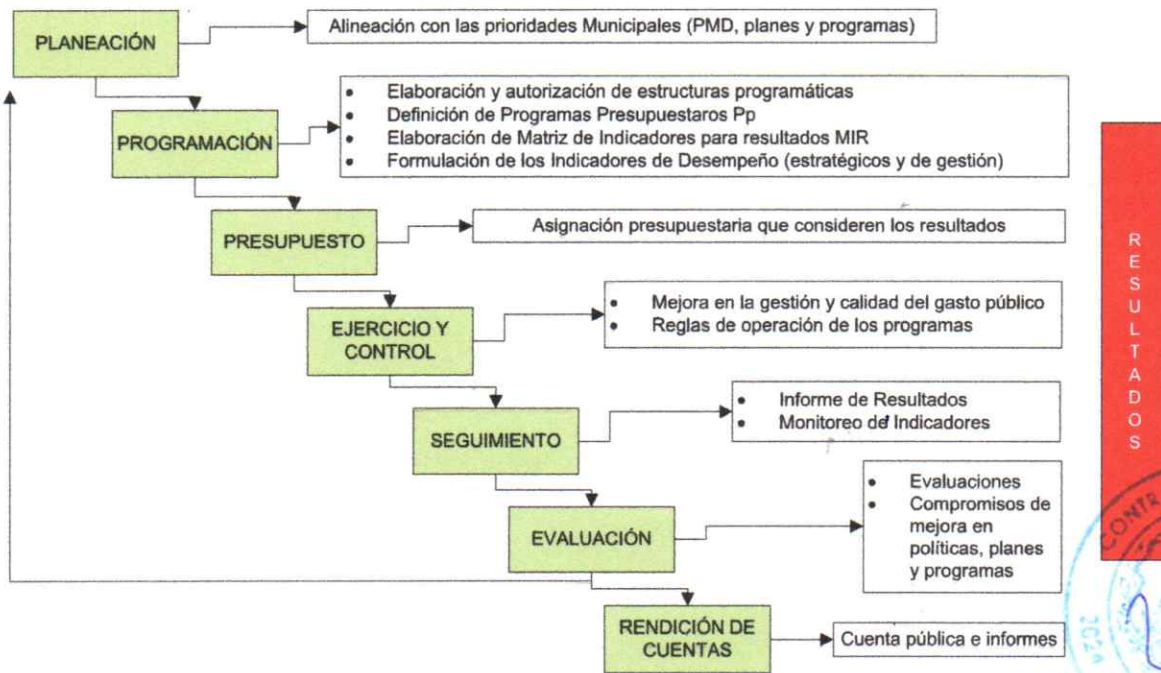 PLANEACIÓN
Alineación con las prioridades Municipales (PMD, planes y programas)
PROGRAMACIÓN
• Elaboración y autorización de estructuras programáticas
• Definición de Programas Presupuestaros Pp
• Elaboración de Matriz de Indicadores para resultados MIR
• Formulación de los Indicadores de Desempeño (estratégicos y de gestión)
PRESUPUESTO
Asignación presupuestaria que consideren los resultados
EJERCICIO Y
CONTROL
• Mejora en la gestión y calidad del gasto público
• Reglas de operación de los programas
SEGUIMIENTO
• Informe de Resultados
• Monitoreo de Indicadores
EVALUACIÓN
• Evaluaciones
• Compromisos de
mejora en
políticas, planes
y programas
RENDICIÓN DE
CUENTAS
Cuenta pública e informes
RESULTADOS